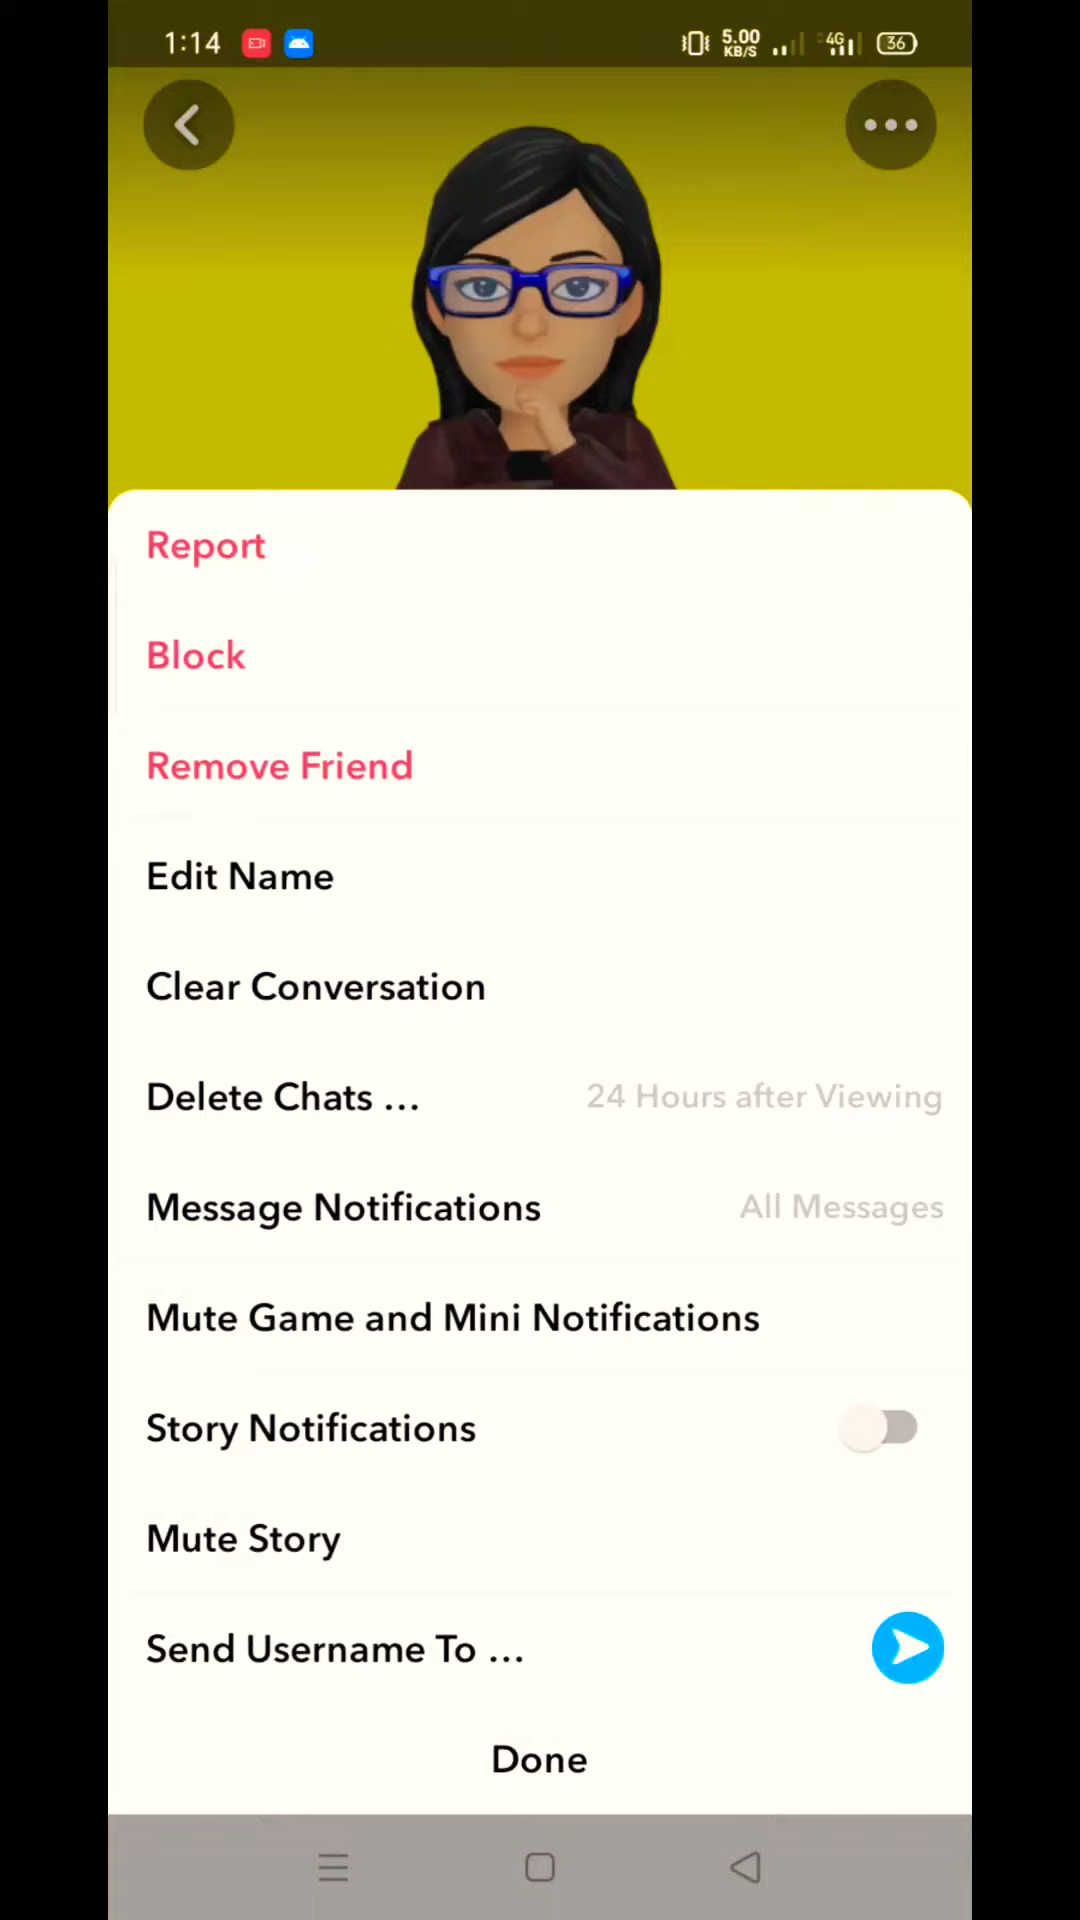 1:14 5.00 KB/S 4G 36
Report
Block
Remove Friend
Edit Name
Clear Conversation
Delete Chats ... 24 Hours after Viewing
Message Notifications All Messages
Mute Game and Mini Notifications
Story Notifications
Mute Story
Send Username To ...
Done